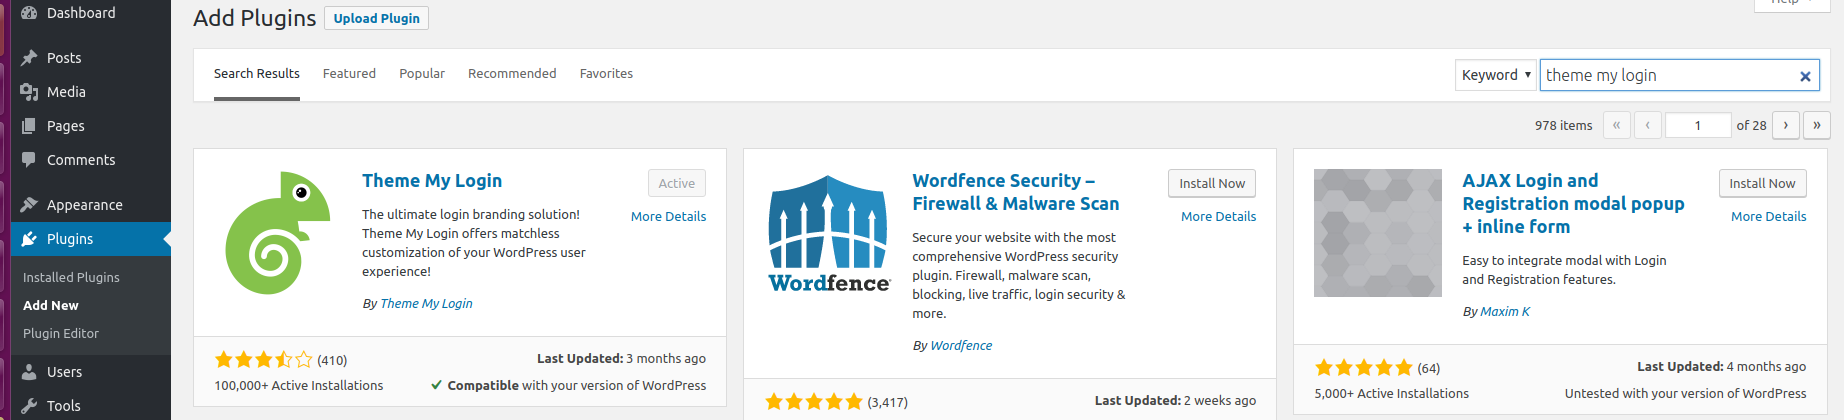 Dashboard
Posts
Media
Pages
Comments
Appearance
Plugins
Installed Plugins
Add New
Plugin Editor
Users
Tools
Add Plugins
Upload Plugin
Help
Search Results
Featured
Popular
Recommended
Favorites
Keyword
theme my login
978 items
«
‹
1
of 28
›
»
Theme My Login
Active
More Details
The ultimate login branding solution!
Theme My Login offers matchless
customization of your WordPress user
experience!
By Theme My Login
(410)
Last Updated: 3 months ago
100,000+ Active Installations
Compatible with your version of WordPress
Wordfence
Wordfence Security –
Firewall & Malware Scan
Install Now
More Details
Secure your website with the most
comprehensive WordPress security
plugin. Firewall, malware scan,
blocking, live traffic, login security &
more.
By Wordfence
(3,417)
Last Updated: 2 weeks ago
AJAX Login and
Registration modal popup
+ inline form
Install Now
More Details
Easy to integrate modal with Login
and Registration features.
By Maxim K
(64)
Last Updated: 4 months ago
5,000+ Active Installations
Untested with your version of WordPress